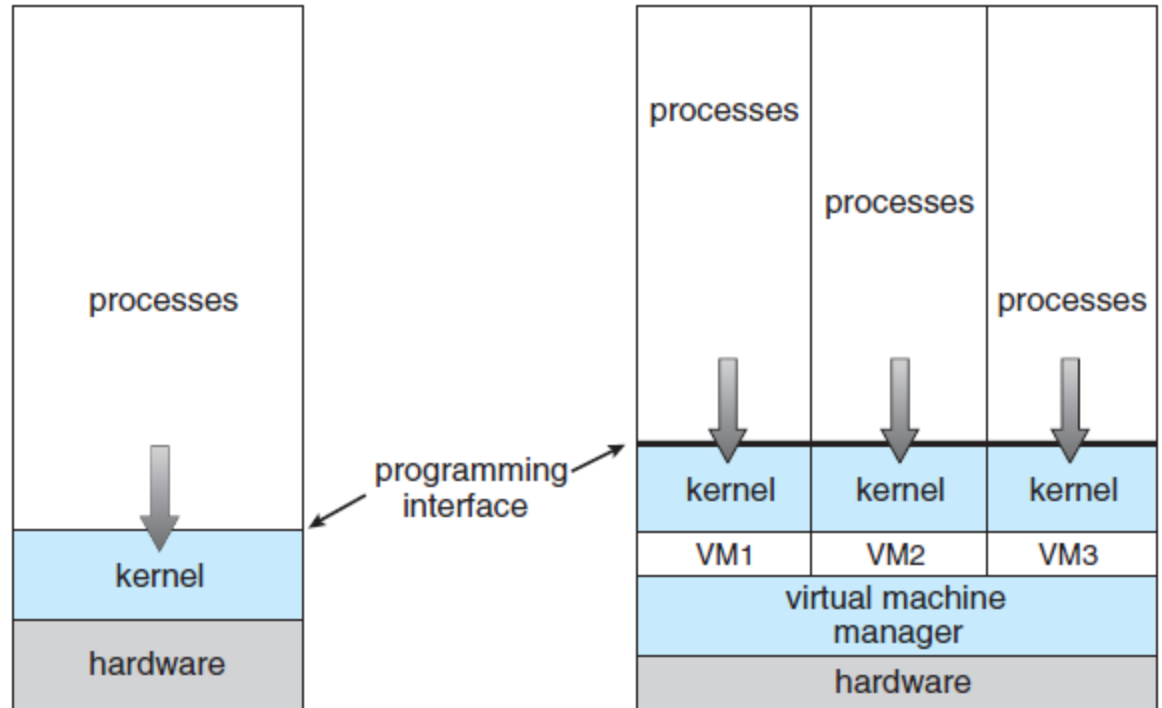 processes
kernel
hardware
programming
interface
processes
processes
processes
kernel
kernel
kernel
VM1
VM2
VM3
virtual machine
manager
hardware